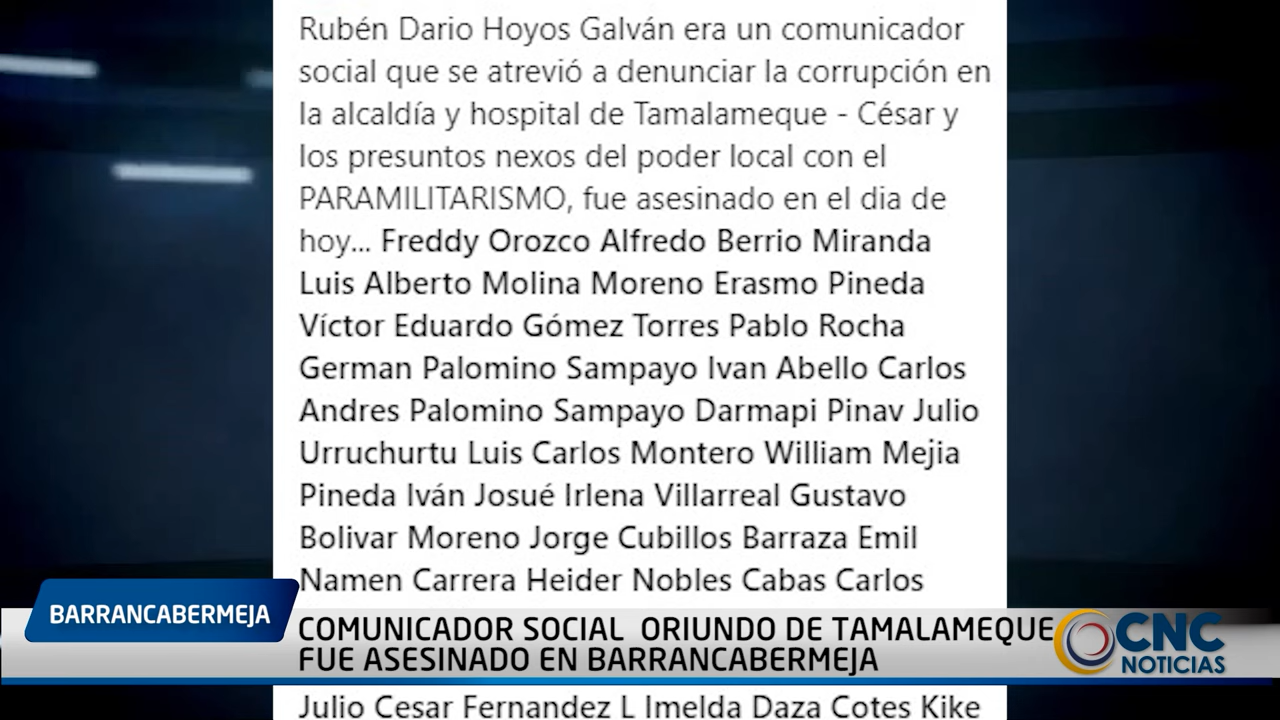 Rubén Dario Hoyos Galván era un comunicador
social que se atrevió a denunciar la corrupción en
la alcaldía y hospital de Tamalameque - César y
los presuntos nexos del poder local con el
PARAMILITARISMO, fue asesinado en el dia de
hoy... Freddy Orozco Alfredo Berrio Miranda
Luis Alberto Molina Moreno Erasmo Pineda
Víctor Eduardo Gómez Torres Pablo Rocha
German Palomino Sampayo Ivan Abello Carlos
Andres Palomino Sampayo Darmapi Pinav Julio
Urruchurtu Luis Carlos Montero William Mejia
Pineda Iván Josué Irlena Villarreal Gustavo
Bolivar Moreno Jorge Cubillos Barraza Emil
Namen Carrera Heider Nobles Cabas Carlos
BARRANCABERMEJA
COMUNICADOR SOCIAL ORIUNDO DE TAMALAMEQUE
FUE ASESINADO EN BARRANCABERMEJA
CNC
NOTICIAS
Julio Cesar Fernandez L Imelda Daza Cotes Kike